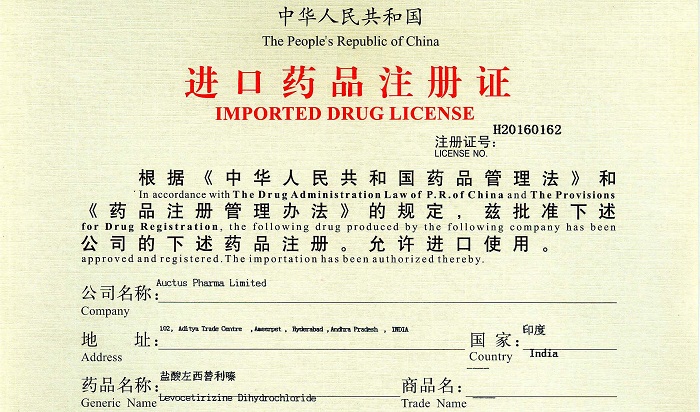 中华人民共和国
The People's Republic of China
进口药品注册证
IMPORTED DRUG LICENSE
注册证号: H20160162
LICENSE NO.
根据《中华人民共和国药品管理法》和
In accordance with The Drug Administration Law of P.R. of China and The Provisions
《药品注册管理办法》的规定，兹批准下述
for Drug Registration, the following drug produced by the following company has been
公司的下述药品注册。允许进口使用。
approved and registered. The importation has been authorized thereby.
公司名称: Auctus Pharma Limited
Company
地 址: 102, Aditya Trade Centre ,Ameerpet , Hyderabad ,Andhra Pradesh , INDIA 国 家: 印度
Address Country India
药品名称: 盐酸左西替利嗪 商品名:
Generic Name Levocetirizine Dihydrochloride Trade Name